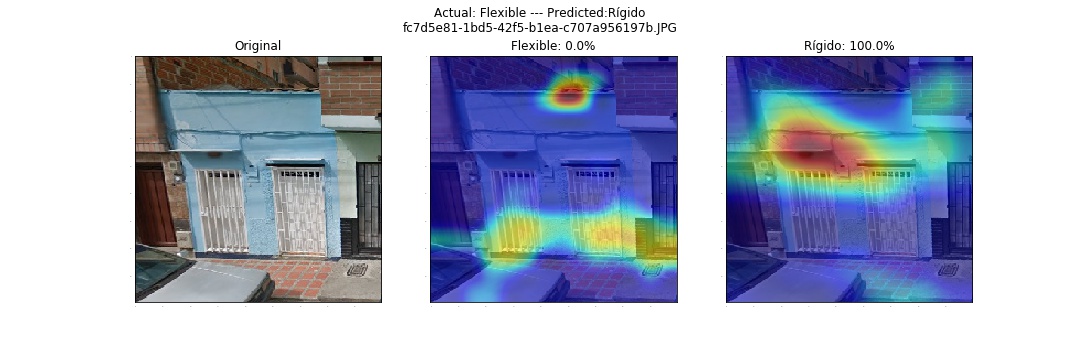 Actual: Flexible --- Predicted:Rígido
fc7d5e81-1bd5-42f5-b1ea-c707a956197b.JPG
Original
Flexible: 0.0%
Rígido: 100.0%